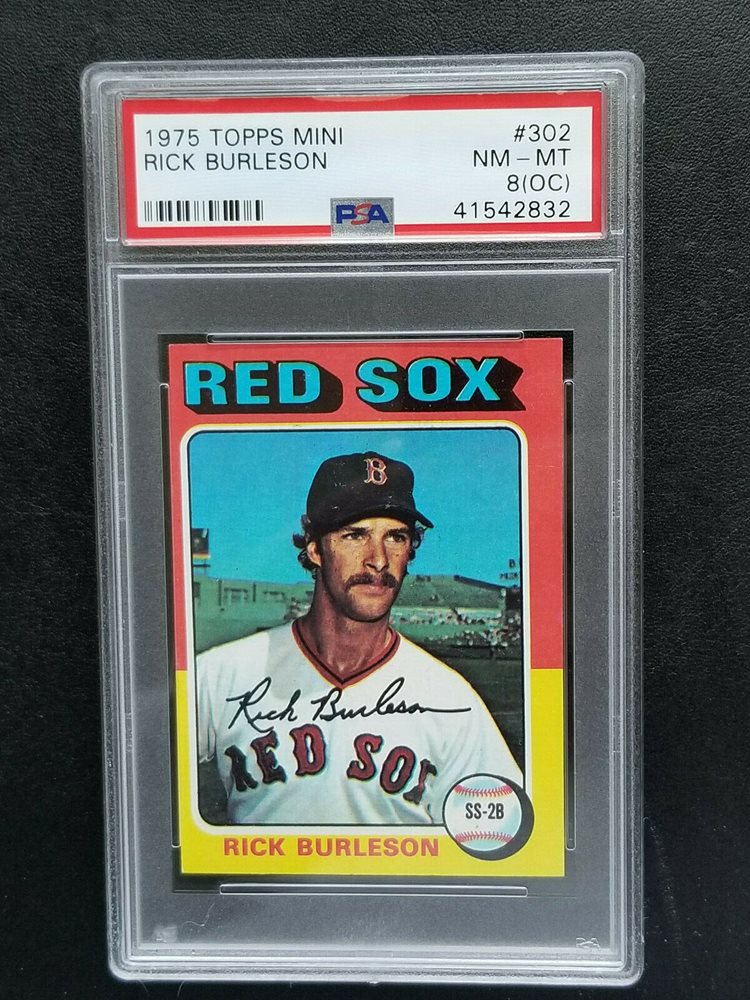 1975 TOPPS MINI
RICK BURLESON
#302
NM - MT
8(OC)
PSA
41542832
RED SOX
B
Rick Burleson
RED SOX
SS-2B
RICK BURLESON
PSA